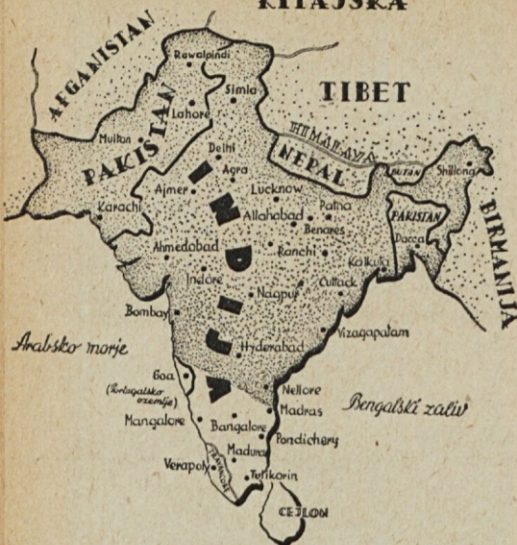 KITAJSKA
AFGANISTAN
Rawalpindi
Simla
TIBET
Lahore
Multan
PAKISTAN
HIMALAYA
Delhi
NEPAL
BUTAN
Shillong
Agra
Ajmer
Lucknow
Karachi
Patna
Allahabad
Benares
PAKISTAN
Dacca
BIRMANIJA
Ahmedabad
Ranchi
Kalkuta
INDIJA
Indore
Nagpur
Cuttack
Bombay
Vizagapatam
Arabsko morje
Hyderabad
Goa
(Portugalsko
ozemlje)
Nellore
Madras
Bengalski zaliv
Mangalore
Bangalore
Pondichery
Madura
Verapoly
Tutikorin
CEJLON